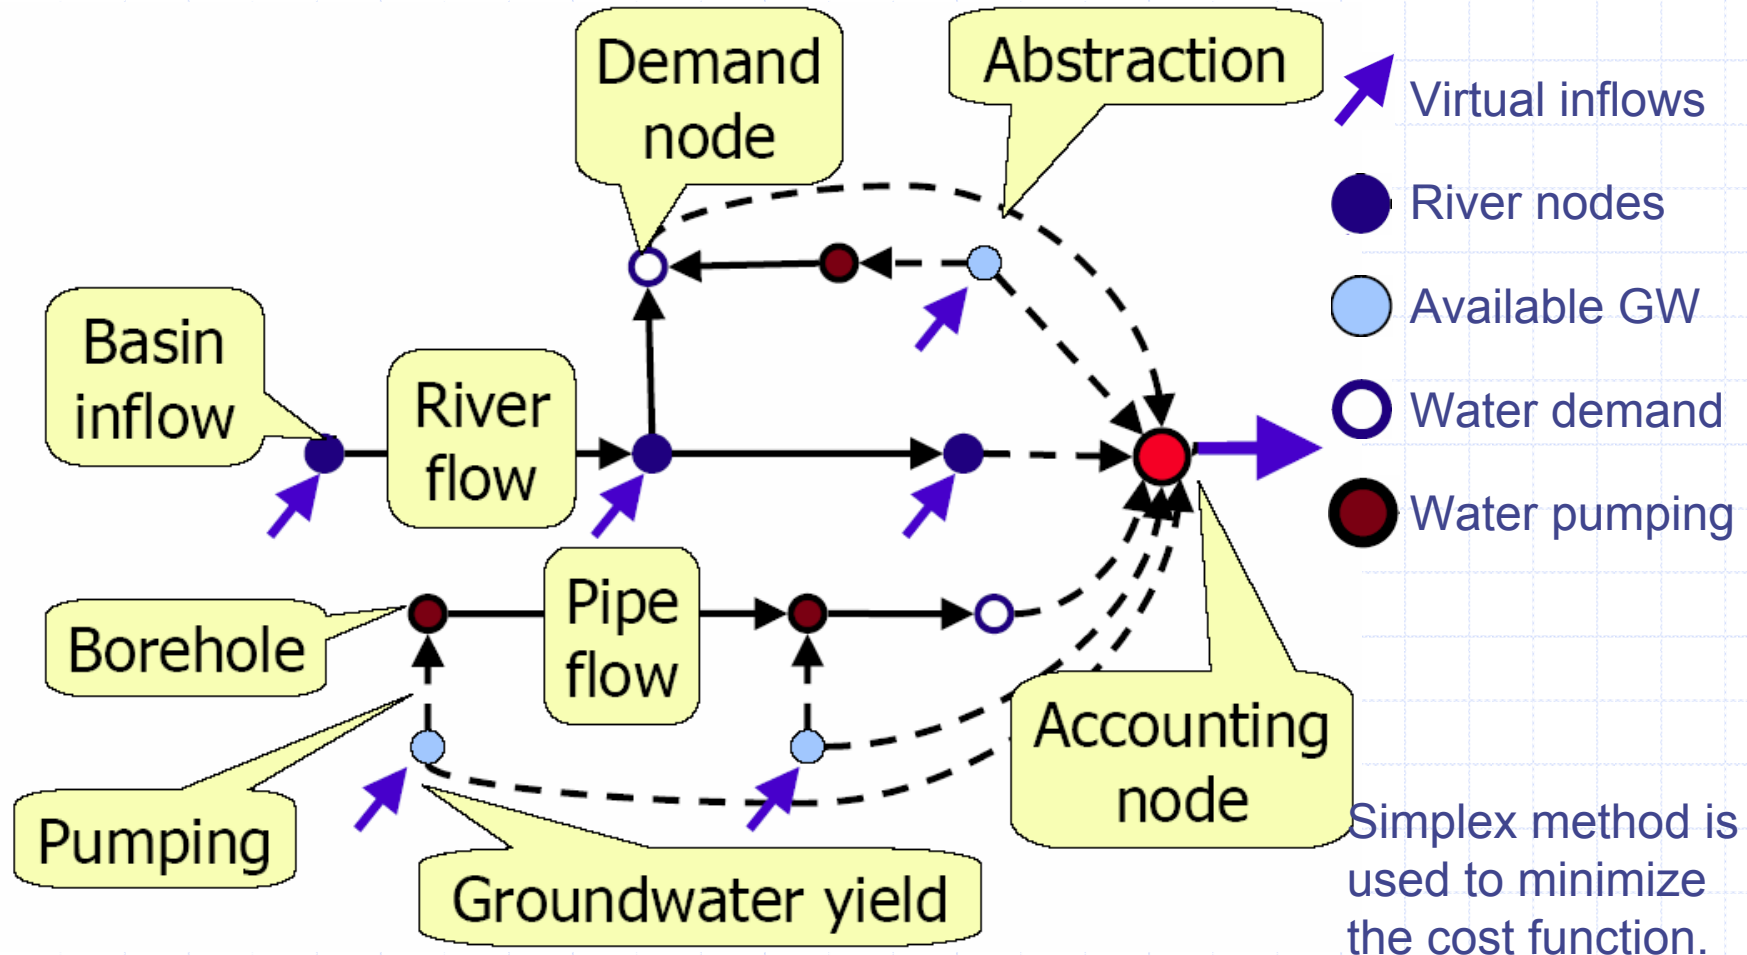 Demand
node
Abstraction
Virtual inflows
River nodes
Available GW
Water demand
Water pumping
Basin
inflow
River
flow
Borehole
Pipe
flow
Accounting
node
Pumping
Groundwater yield
Simplex method is
used to minimize
the cost function.